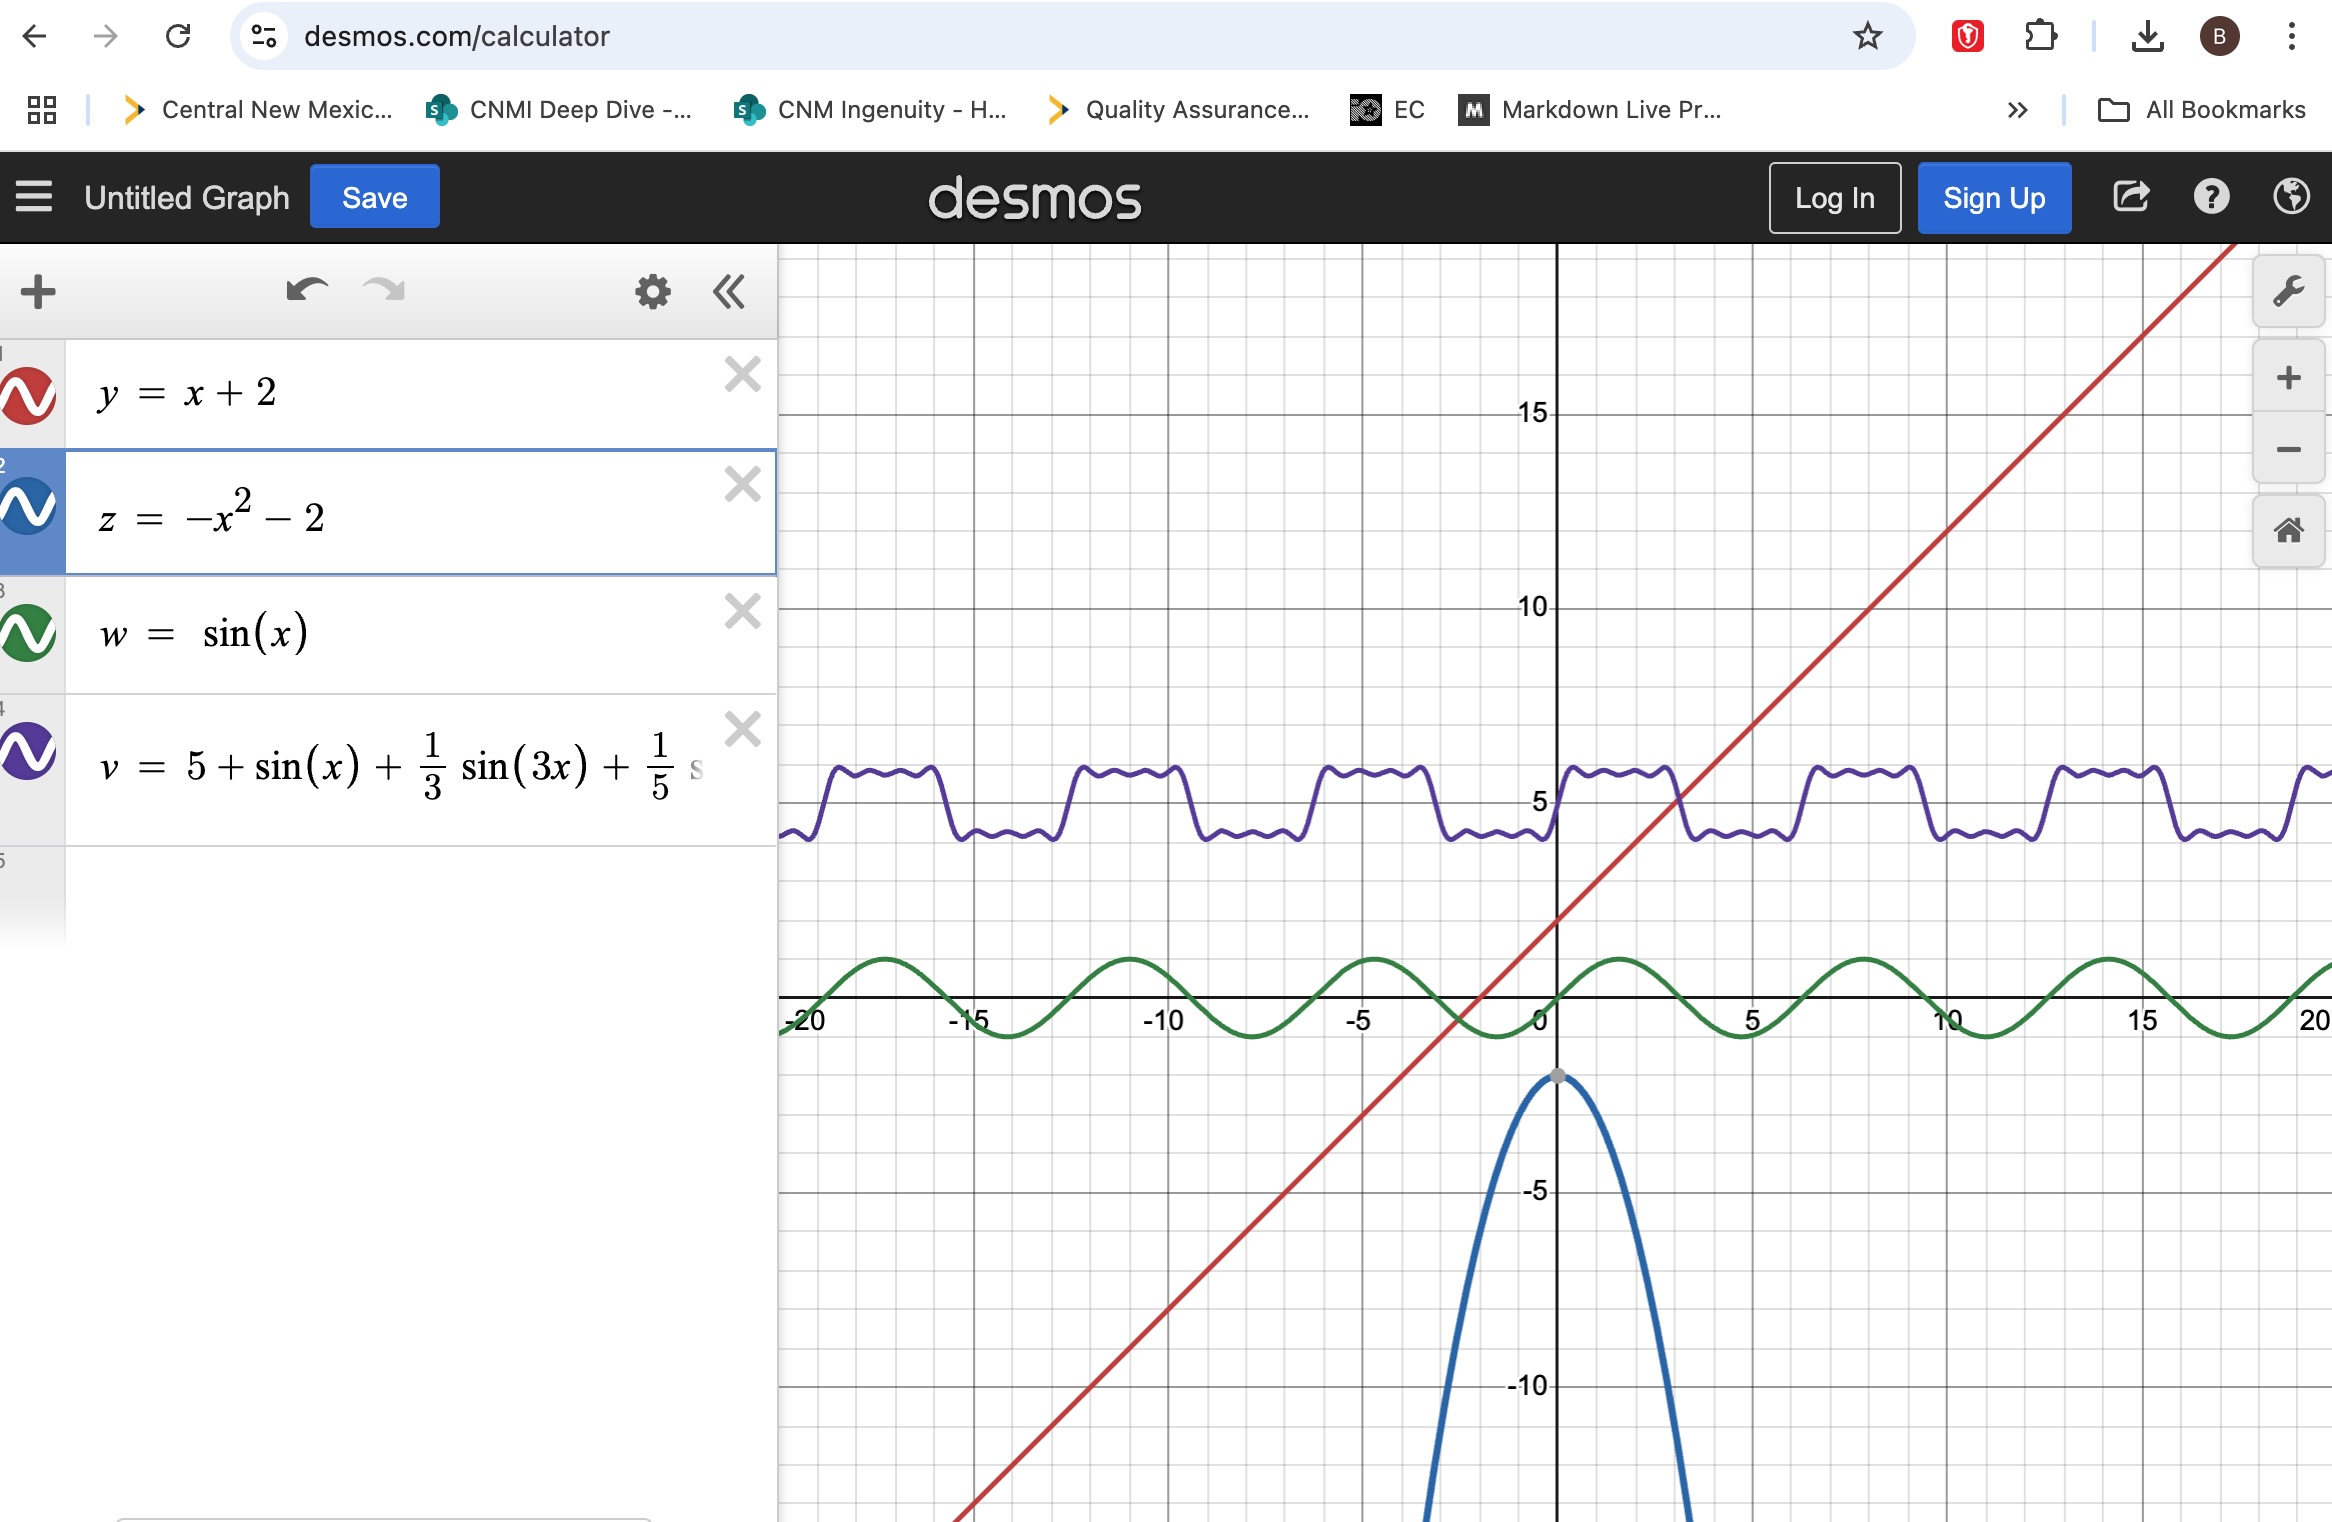 desmos.com/calculator
B
Central New Mexic...
CNMI Deep Dive -...
CNM Ingenuity - H...
Quality Assurance...
EC
M Markdown Live Pr...
All Bookmarks
Untitled Graph
Save
desmos
Log In
Sign Up
1
y = x + 2
2
z = −x² − 2
3
w = sin(x)
4
v = 5 + sin(x) + 1/3 sin(3x) + 1/5 s
5
15
10
5
-20 -15 -10 -5 0 5 10 15 20
-5
-10